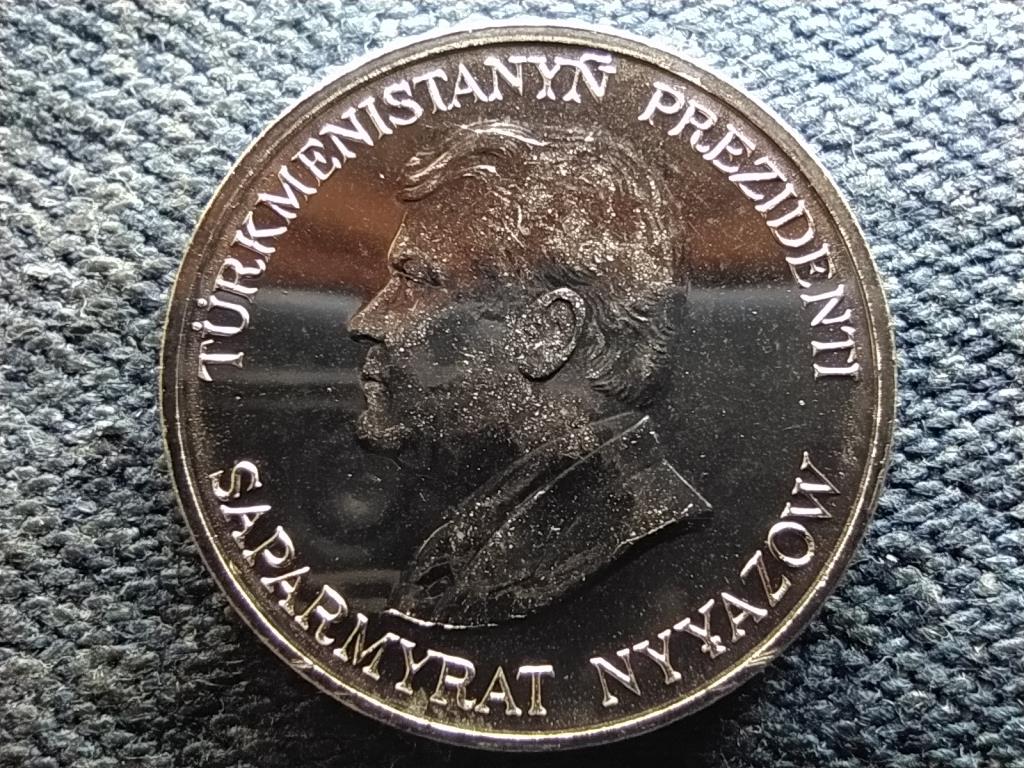 TÜRKMENISTANYŇ PREZIDENTI
SAPARMYRAT NYÝAZOW